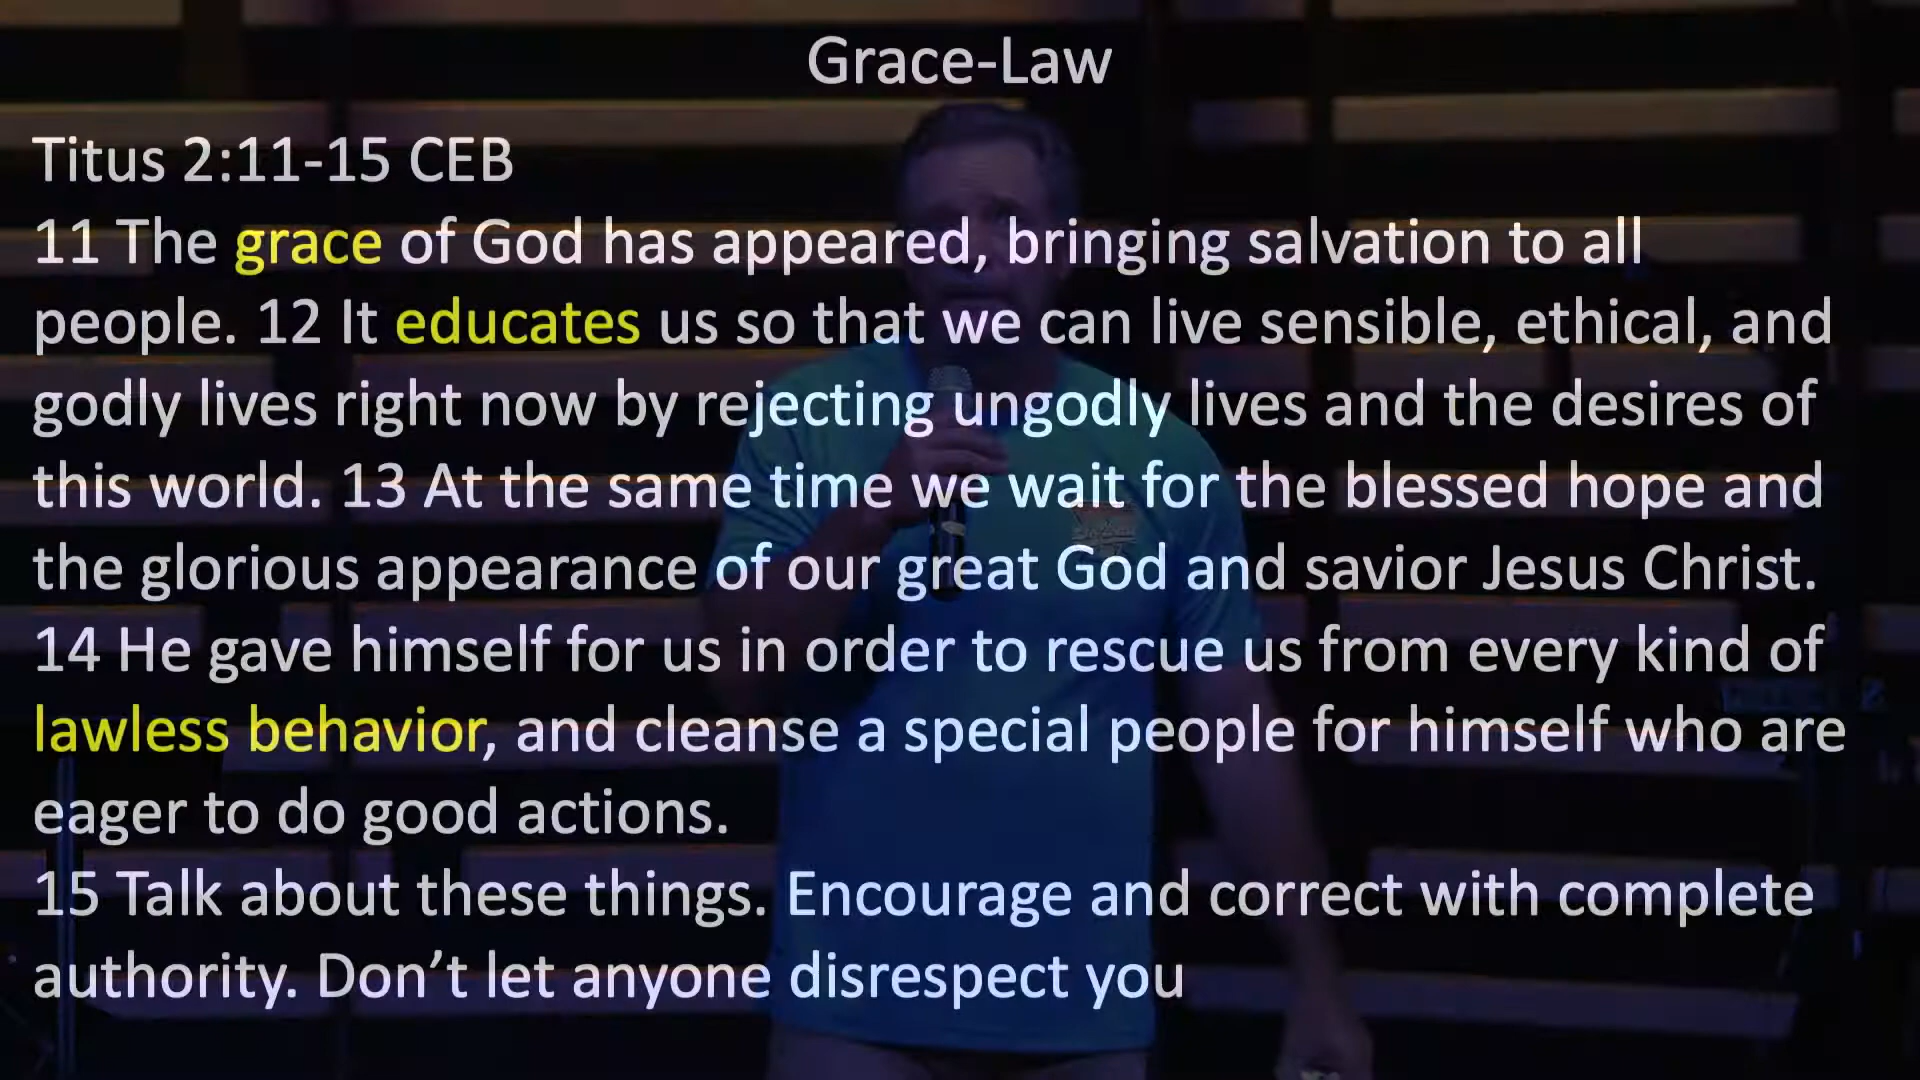 Grace-Law
Titus 2:11-15 CEB
11 The grace of God has appeared, bringing salvation to all
people. 12 It educates us so that we can live sensible, ethical, and
godly lives right now by rejecting ungodly lives and the desires of
this world. 13 At the same time we wait for the blessed hope and
the glorious appearance of our great God and savior Jesus Christ.
14 He gave himself for us in order to rescue us from every kind of
lawless behavior, and cleanse a special people for himself who are
eager to do good actions.
15 Talk about these things. Encourage and correct with complete
authority. Don’t let anyone disrespect you